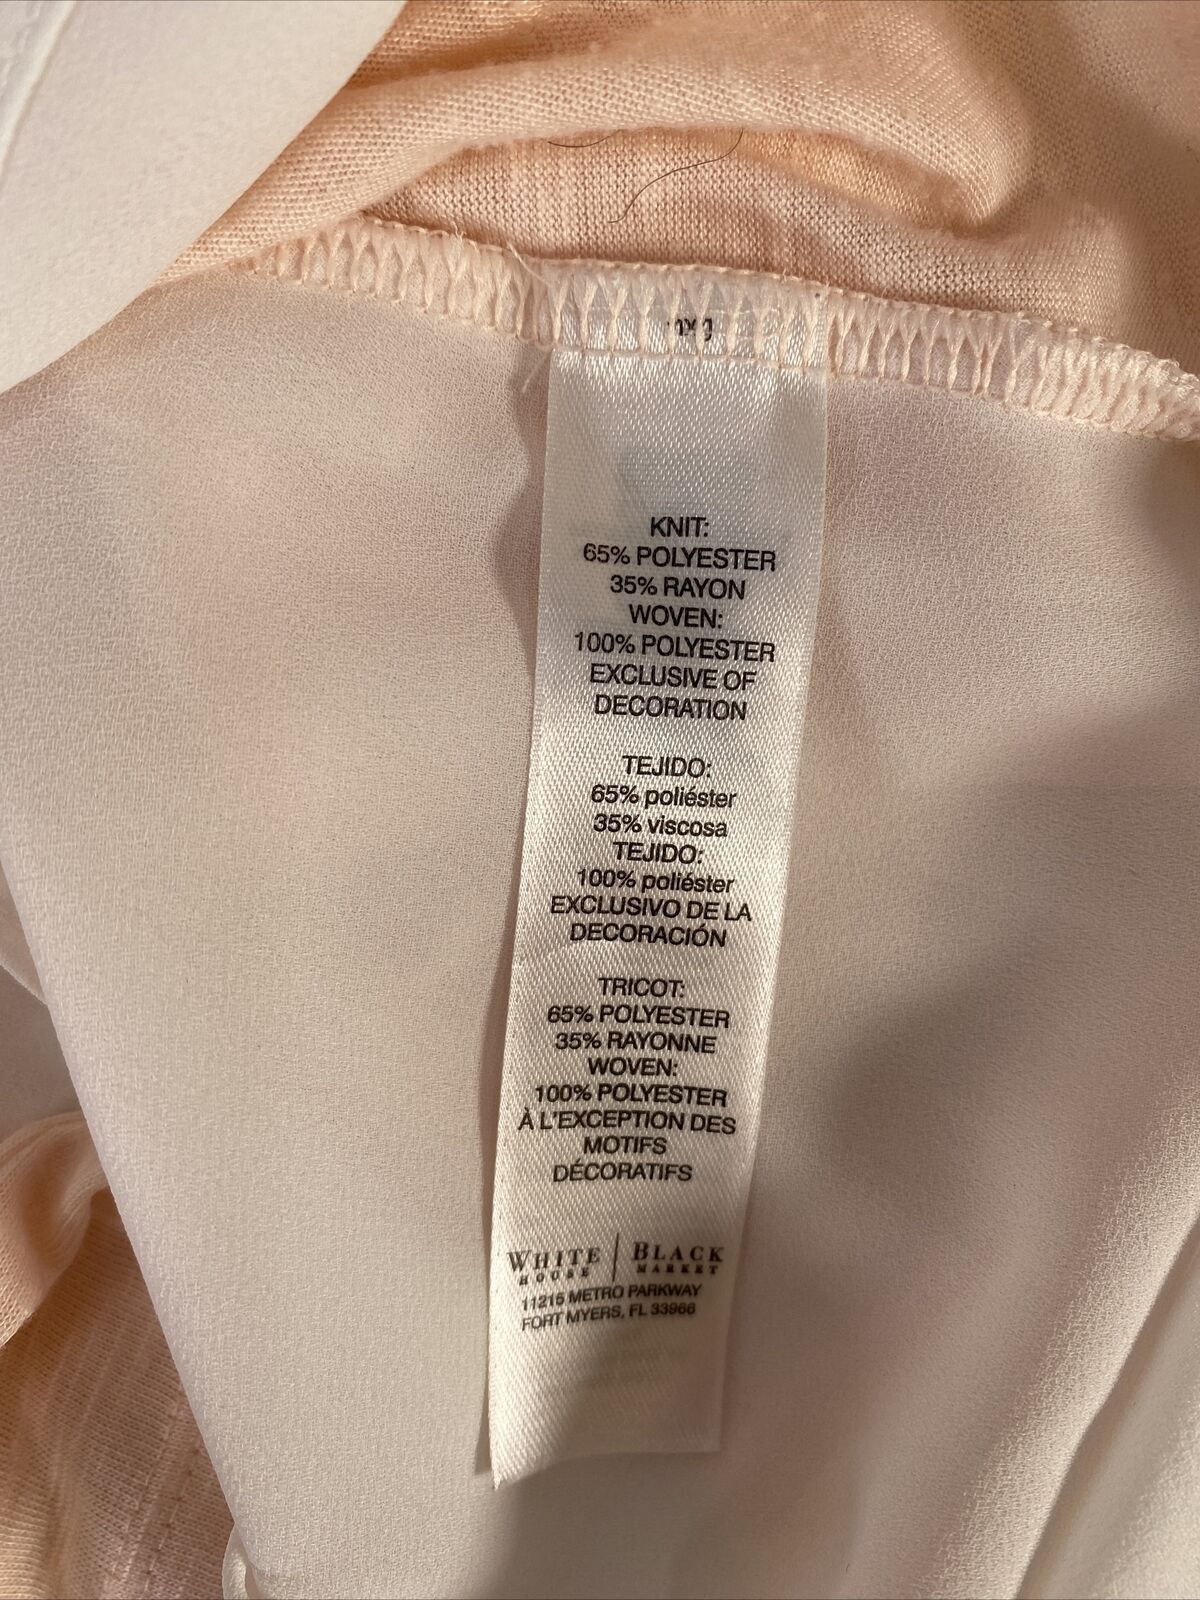 KNIT:
65% POLYESTER
35% RAYON
WOVEN:
100% POLYESTER
EXCLUSIVE OF
DECORATION
TEJIDO:
65% poliéster
35% viscosa
TEJIDO:
100% poliéster
EXCLUSIVO DE LA
DECORACIÓN
TRICOT:
65% POLYESTER
35% RAYONNE
WOVEN:
100% POLYESTER
À L'EXCEPTION DES
MOTIFS
DÉCORATIFS
WHITE HOUSE | BLACK MARKET
11215 METRO PARKWAY
FORT MYERS, FL 33966